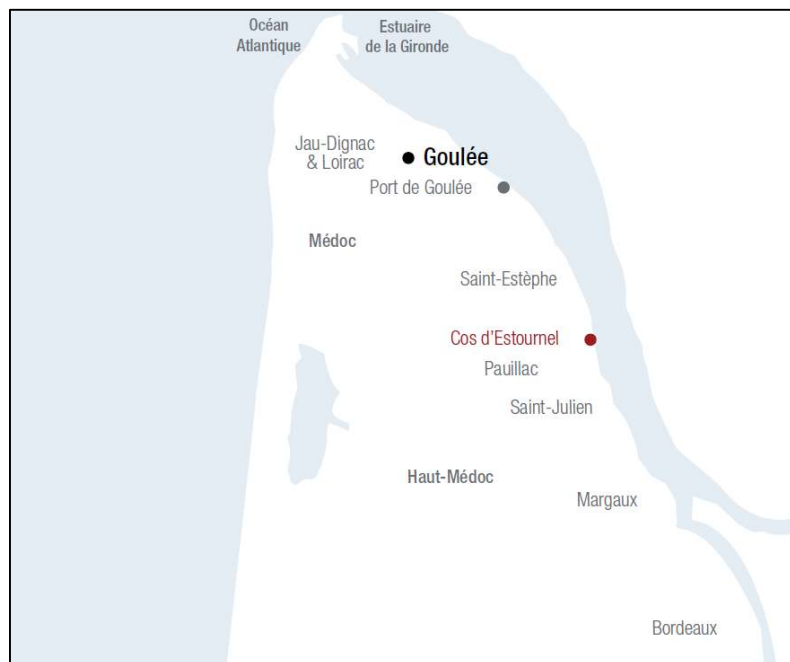 Océan
Atlantique
Estuaire
de la Gironde
Jau-Dignac
& Loirac
Goulée
Port de Goulée
Médoc
Saint-Estèphe
Cos d'Estournel
Pauillac
Saint-Julien
Haut-Médoc
Margaux
Bordeaux